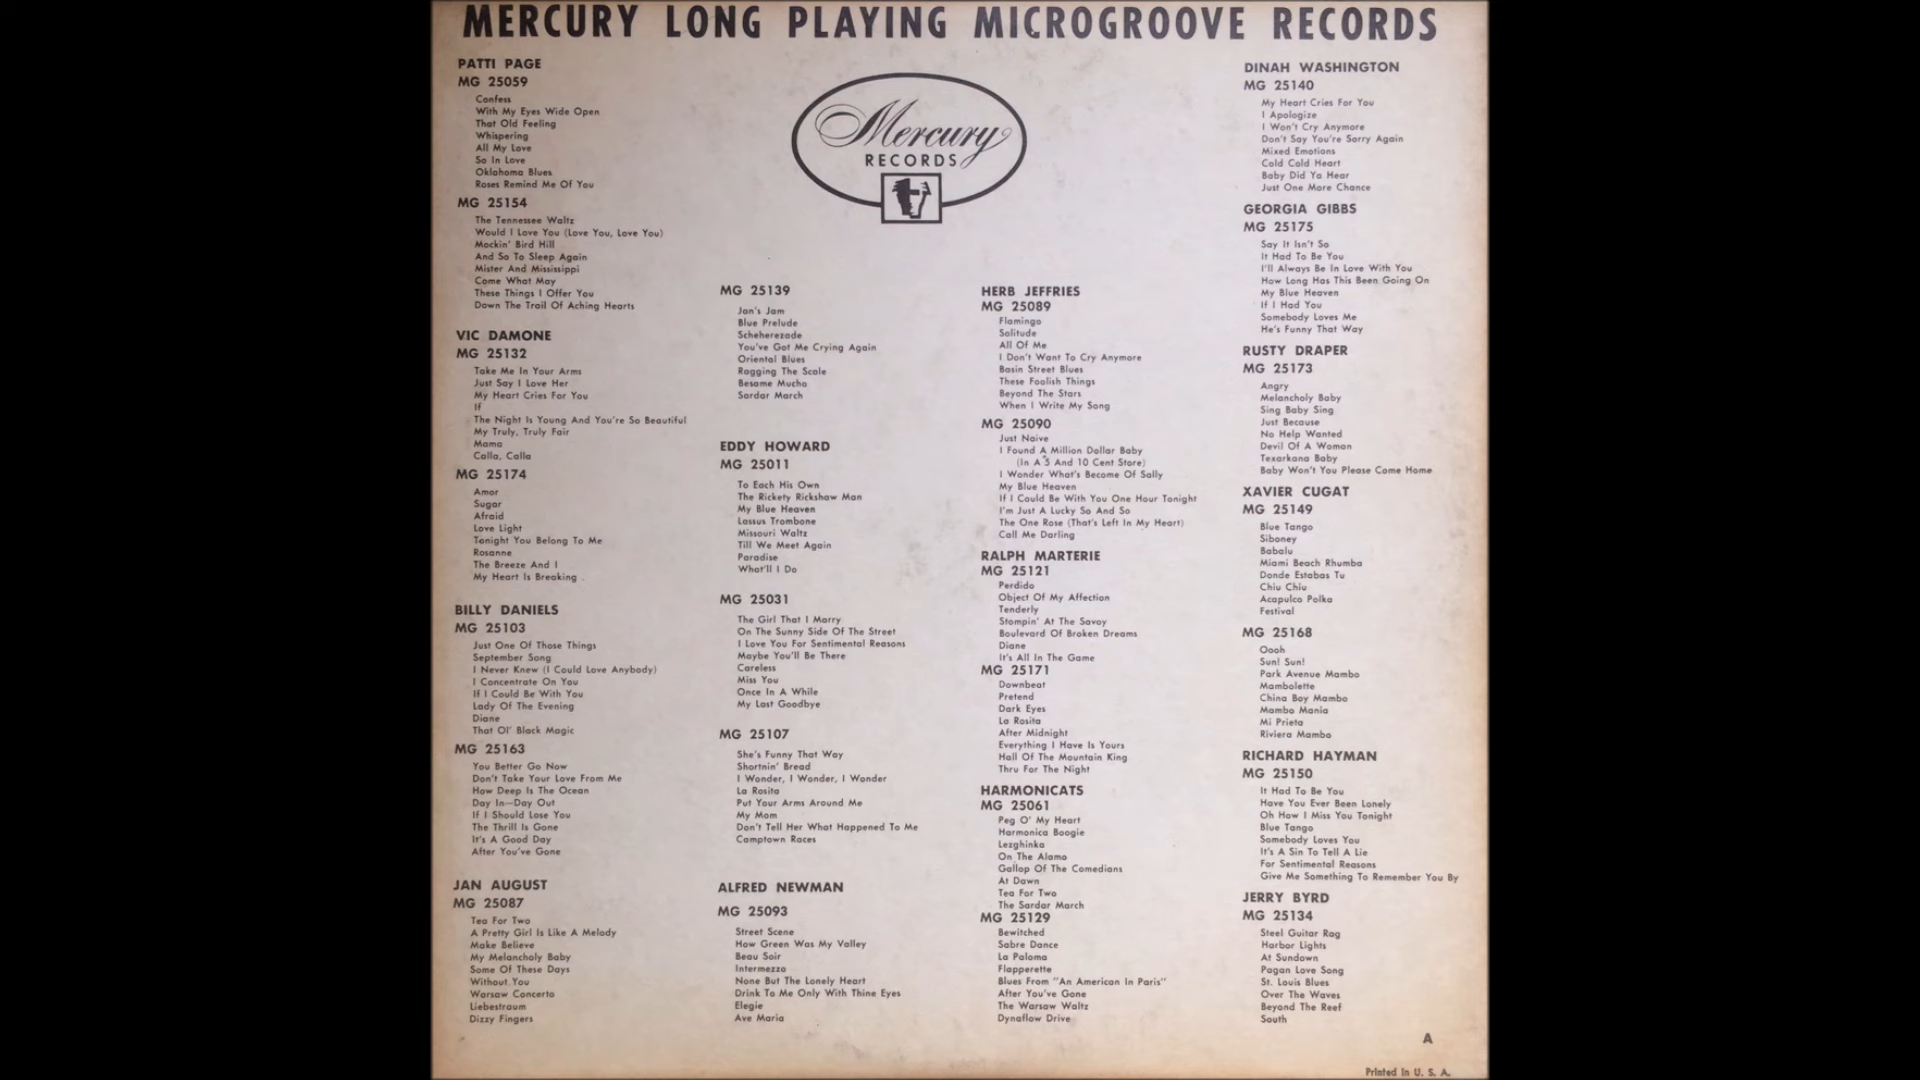 MERCURY LONG PLAYING MICROGROOVE RECORDS
PATTI PAGE
MG 25059
Confess
With My Eyes Wide Open
That Old Feeling
Whispering
All My Love
So In Love
Oklahoma Blues
Roses Remind Me Of You
MG 25154
The Tennessee Waltz
Would I Love You (Love You, Love You)
Mockin' Bird Hill
And So To Sleep Again
Mister And Mississippi
Come What May
These Things I Offer You
Down The Trail Of Aching Hearts
VIC DAMONE
MG 25132
Take Me In Your Arms
Just Say I Love Her
My Heart Cries For You
If
The Night Is Young And You're So Beautiful
My Truly, Truly Fair
Mama
Calla, Calla
MG 25174
Amor
Sugar
Afraid
Love Light
Tonight You Belong To Me
Rosanne
The Breeze And I
My Heart Is Breaking
BILLY DANIELS
MG 25103
Just One Of Those Things
September Song
I Never Knew (I Could Love Anybody)
I Concentrate On You
If I Could Be With You
Lady Of The Evening
Diane
That Ol' Black Magic
MG 25163
You Better Go Now
Don't Take Your Love From Me
How Deep Is The Ocean
Day In—Day Out
If I Should Lose You
The Thrill Is Gone
It's A Good Day
After You've Gone
JAN AUGUST
MG 25087
Tea For Two
A Pretty Girl Is Like A Melody
Make Believe
My Melancholy Baby
Some Of These Days
Without You
Warsaw Concerto
Liebestraum
Dizzy Fingers
Mercury
RECORDS
MG 25139
Jan's Jam
Blue Prelude
Scheherezade
You've Got Me Crying Again
Oriental Blues
Ragging The Scale
Besame Mucho
Sardar March
EDDY HOWARD
MG 25011
To Each His Own
The Rickety Rickshaw Man
My Blue Heaven
Lassus Trombone
Missouri Waltz
Till We Meet Again
Paradise
What'll I Do
MG 25031
The Girl That I Marry
On The Sunny Side Of The Street
I Love You For Sentimental Reasons
Maybe You'll Be There
Careless
Miss You
Once In A While
My Last Goodbye
MG 25107
She's Funny That Way
Shortnin' Bread
I Wonder, I Wonder, I Wonder
La Rosita
Put Your Arms Around Me
My Mom
Don't Tell Her What Happened To Me
Camptown Races
ALFRED NEWMAN
MG 25093
Street Scene
How Green Was My Valley
Beau Soir
Intermezzo
None But The Lonely Heart
Drink To Me Only With Thine Eyes
Elegie
Ave Maria
HERB JEFFRIES
MG 25089
Flamingo
Solitude
All Of Me
I Don't Want To Cry Anymore
Basin Street Blues
These Foolish Things
Beyond The Stars
When I Write My Song
MG 25090
Just Naive
I Found A Million Dollar Baby
(In A 5 And 10 Cent Store)
I Wonder What's Become Of Sally
My Blue Heaven
If I Could Be With You One Hour Tonight
I'm Just A Lucky So And So
The One Rose (That's Left In My Heart)
Call Me Darling
RALPH MARTERIE
MG 25121
Perdido
Object Of My Affection
Tenderly
Stompin' At The Savoy
Boulevard Of Broken Dreams
Diane
It's All In The Game
MG 25171
Downbeat
Pretend
Dark Eyes
La Rosita
After Midnight
Everything I Have Is Yours
Hall Of The Mountain King
Thru For The Night
HARMONICATS
MG 25061
Peg O' My Heart
Harmonica Boogie
Lezghinka
On The Alamo
Gallop Of The Comedians
At Dawn
Tea For Two
The Sardar March
MG 25129
Bewitched
Sabre Dance
La Paloma
Flapperette
Blues From "An American In Paris"
After You've Gone
The Warsaw Waltz
Dynaflow Drive
DINAH WASHINGTON
MG 25140
My Heart Cries For You
I Apologize
I Won't Cry Anymore
Don't Say You're Sorry Again
Mixed Emotions
Cold Cold Heart
Baby Did Ya Hear
Just One More Chance
GEORGIA GIBBS
MG 25175
Say It Isn't So
It Had To Be You
I'll Always Be In Love With You
How Long Has This Been Going On
My Blue Heaven
If I Had You
Somebody Loves Me
He's Funny That Way
RUSTY DRAPER
MG 25173
Angry
Melancholy Baby
Sing Baby Sing
Just Because
No Help Wanted
Devil Of A Woman
Texarkana Baby
Baby Won't You Please Come Home
XAVIER CUGAT
MG 25149
Blue Tango
Siboney
Babalu
Miami Beach Rhumba
Donde Estabas Tu
Chiu Chiu
Acapulco Polka
Festival
MG 25168
Oooh
Sun! Sun!
Park Avenue Mambo
Mambolette
China Boy Mambo
Mambo Mania
Mi Prieta
Riviera Mambo
RICHARD HAYMAN
MG 25150
It Had To Be You
Have You Ever Been Lonely
Oh How I Miss You Tonight
Blue Tango
Somebody Loves You
It's A Sin To Tell A Lie
For Sentimental Reasons
Give Me Something To Remember You By
JERRY BYRD
MG 25134
Steel Guitar Rag
Harbor Lights
At Sundown
Pagan Love Song
St. Louis Blues
Over The Waves
Beyond The Reef
South
A
Printed In U. S. A.